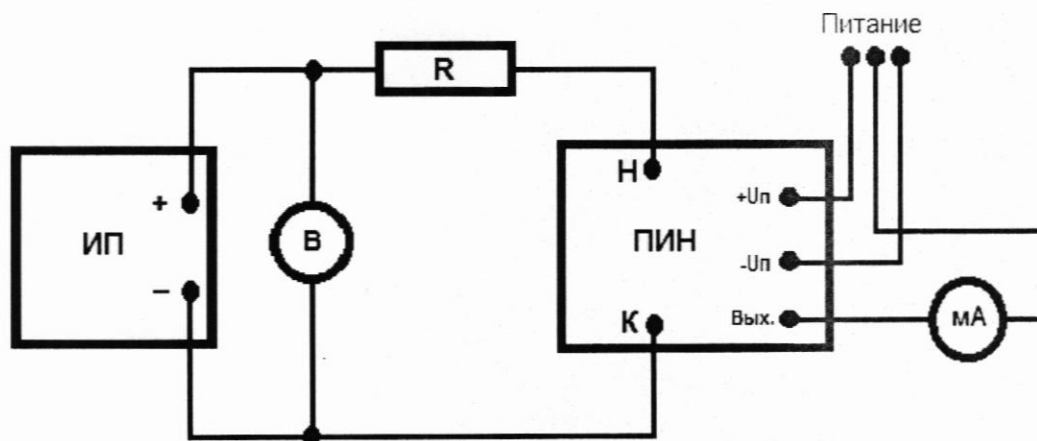 Питание
R
+
Н
+Uп
ИП
В
ПИН
-Uп
–
К
Вых.
мА